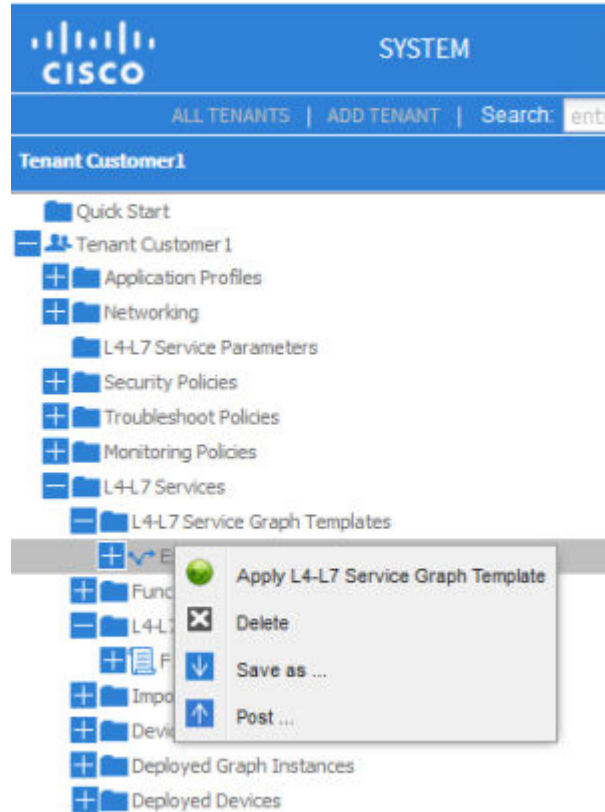 CISCO
SYSTEM
ALL TENANTS | ADD TENANT | Search:
Tenant Customer1
Quick Start
Tenant Customer1
Application Profiles
Networking
L4-L7 Service Parameters
Security Policies
Troubleshoot Policies
Monitoring Policies
L4-L7 Services
L4-L7 Service Graph Templates
Apply L4-L7 Service Graph Template
Delete
Save as ...
Post ...
Deployed Graph Instances
Deployed Devices